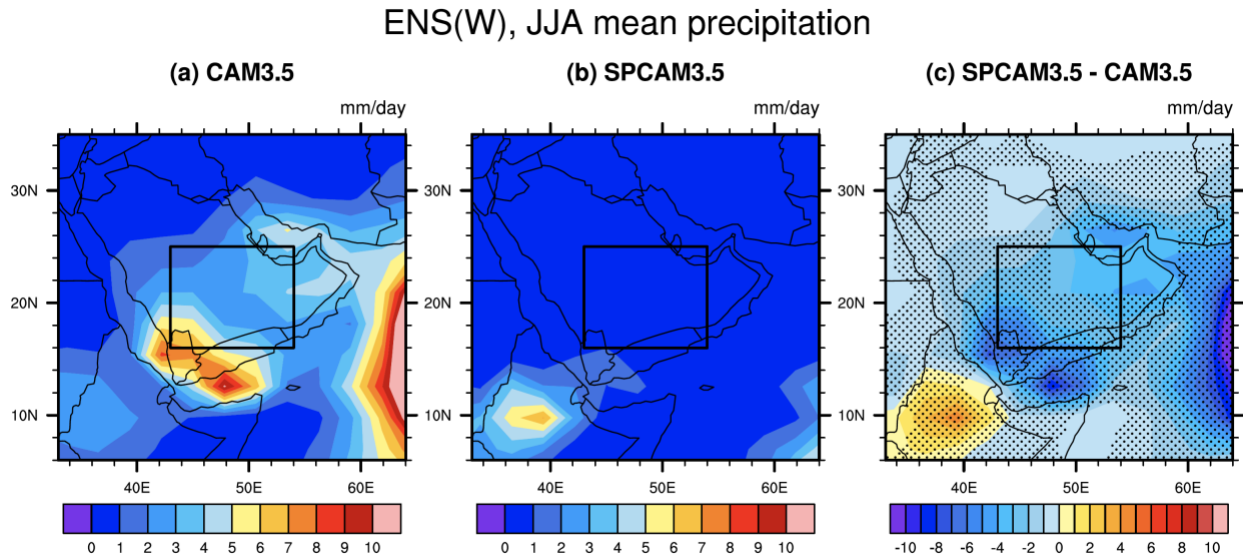 ENS(W), JJA mean precipitation
(a) CAM3.5
mm/day
30N
20N
10N
40E 50E 60E
0 1 2 3 4 5 6 7 8 9 10
(b) SPCAM3.5
mm/day
30N
20N
10N
40E 50E 60E
0 1 2 3 4 5 6 7 8 9 10
(c) SPCAM3.5 - CAM3.5
mm/day
30N
20N
10N
40E 50E 60E
-10 -8 -6 -4 -2 0 2 4 6 8 10